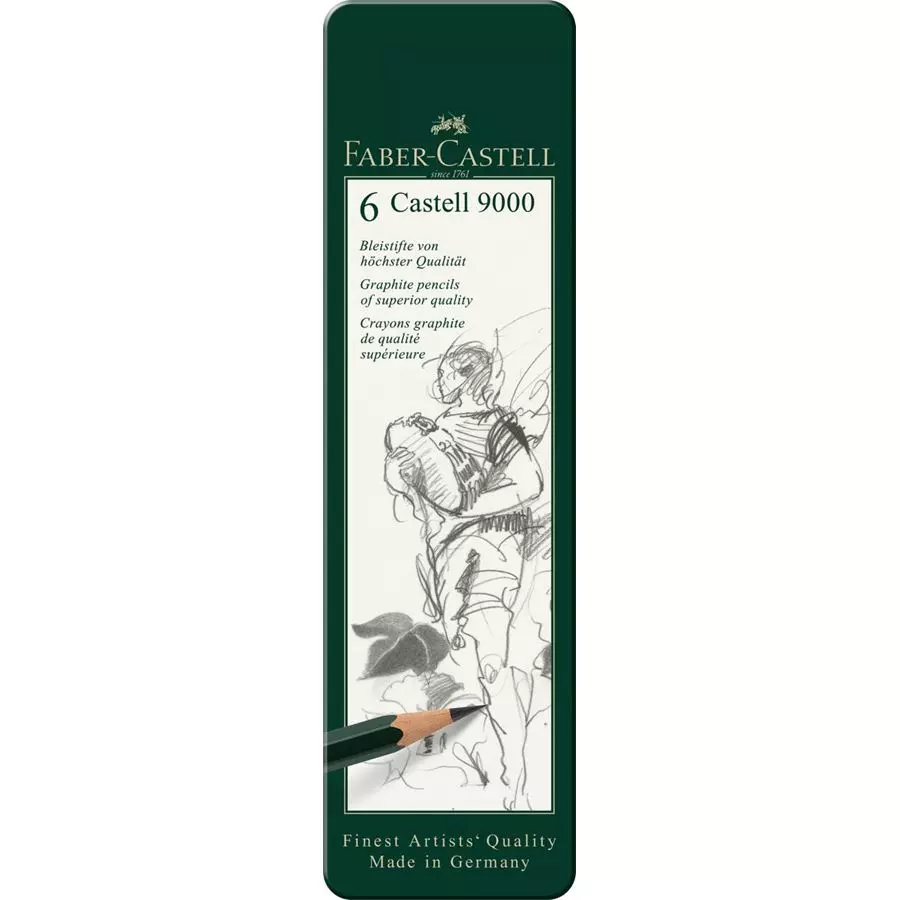 FABER-CASTELL
since 1761
6 Castell 9000
Bleistifte von
höchster Qualität
Graphite pencils
of superior quality
Crayons graphite
de qualité
supérieure
Finest Artists‘ Quality
Made in Germany